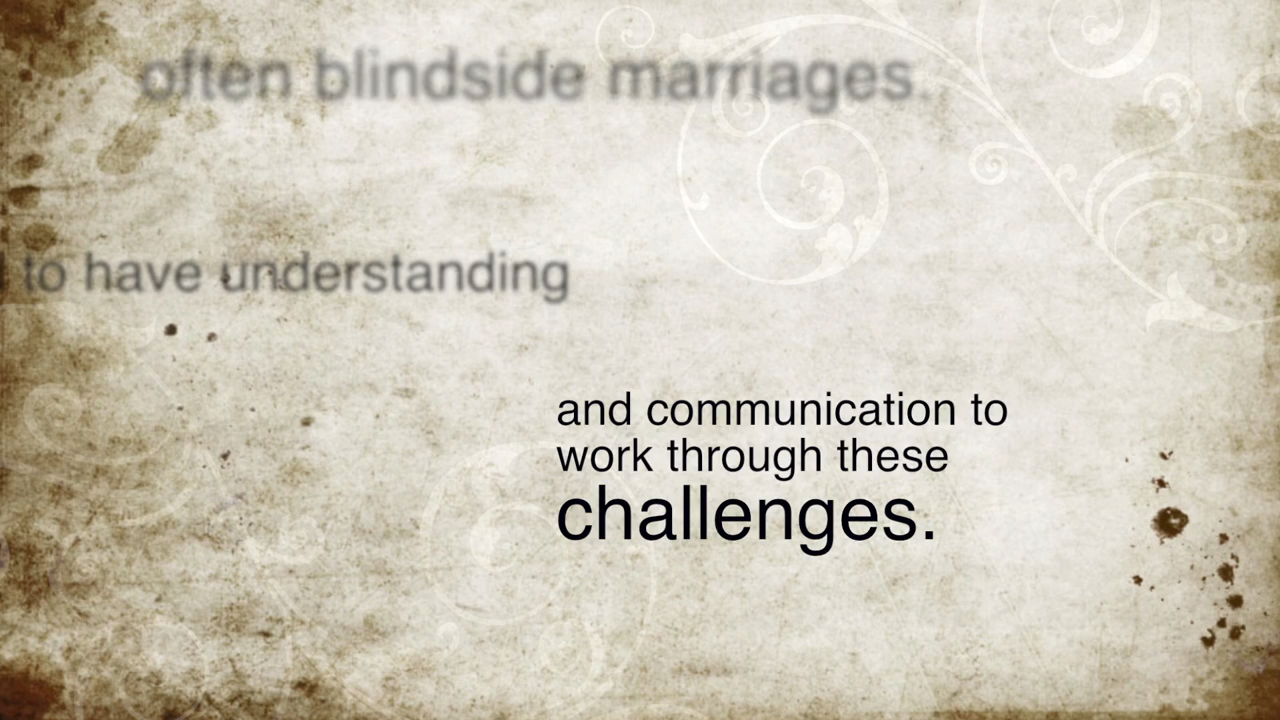 often blindside marriages.
to have understanding
and communication to
work through these
challenges.